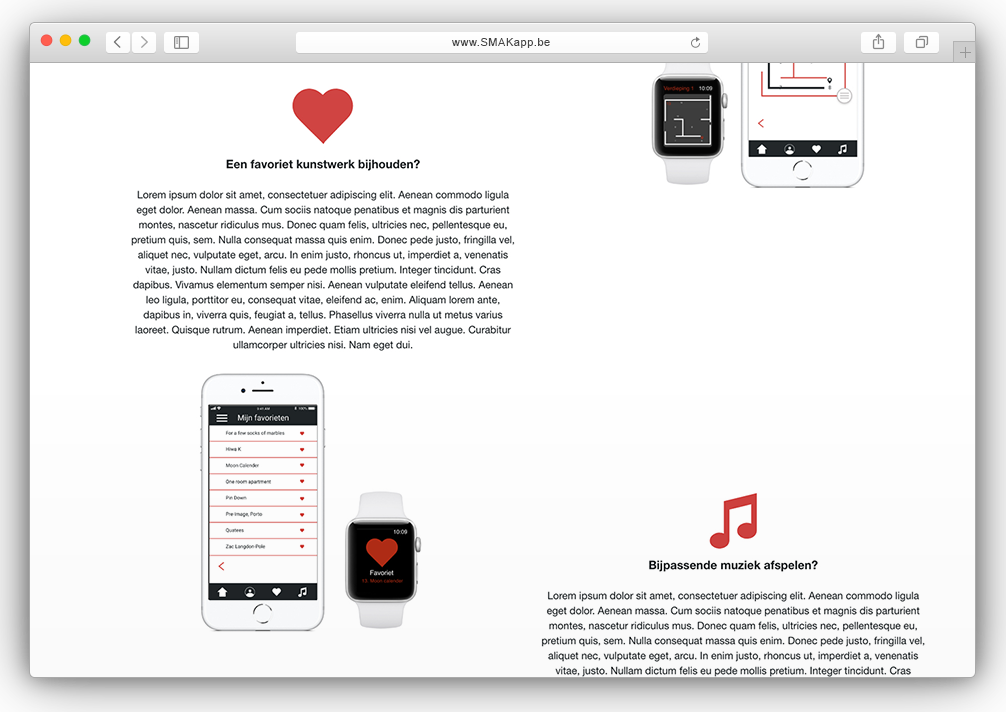 www.SMAKapp.be
Verdieping 1 10:09
Een favoriet kunstwerk bijhouden?
Lorem ipsum dolor sit amet, consectetuer adipiscing elit. Aenean commodo ligula
eget dolor. Aenean massa. Cum sociis natoque penatibus et magnis dis parturient
montes, nascetur ridiculus mus. Donec quam felis, ultricies nec, pellentesque eu,
pretium quis, sem. Nulla consequat massa quis enim. Donec pede justo, fringilla vel,
aliquet nec, vulputate eget, arcu. In enim justo, rhoncus ut, imperdiet a, venenatis
vitae, justo. Nullam dictum felis eu pede mollis pretium. Integer tincidunt. Cras
dapibus. Vivamus elementum semper nisi. Aenean vulputate eleifend tellus. Aenean
leo ligula, porttitor eu, consequat vitae, eleifend ac, enim. Aliquam lorem ante,
dapibus in, viverra quis, feugiat a, tellus. Phasellus viverra nulla ut metus varius
laoreet. Quisque rutrum. Aenean imperdiet. Etiam ultricies nisi vel augue. Curabitur
ullamcorper ultricies nisi. Nam eget dui.
9:41 AM 100%
Mijn favorieten
For a few socks of marbles
Hiwa K
Moon Calender
One room apartment
Pin Down
Pre Image, Porto
Qualees
Zac Langdon-Pole
10:09
Favoriet
13. Moon calender
Bijpassende muziek afspelen?
Lorem ipsum dolor sit amet, consectetuer adipiscing elit. Aenean commodo ligula
eget dolor. Aenean massa. Cum sociis natoque penatibus et magnis dis parturient
montes, nascetur ridiculus mus. Donec quam felis, ultricies nec, pellentesque eu,
pretium quis, sem. Nulla consequat massa quis enim. Donec pede justo, fringilla vel,
aliquet nec, vulputate eget, arcu. In enim justo, rhoncus ut, imperdiet a, venenatis
vitae, justo. Nullam dictum felis eu pede mollis pretium. Integer tincidunt. Cras